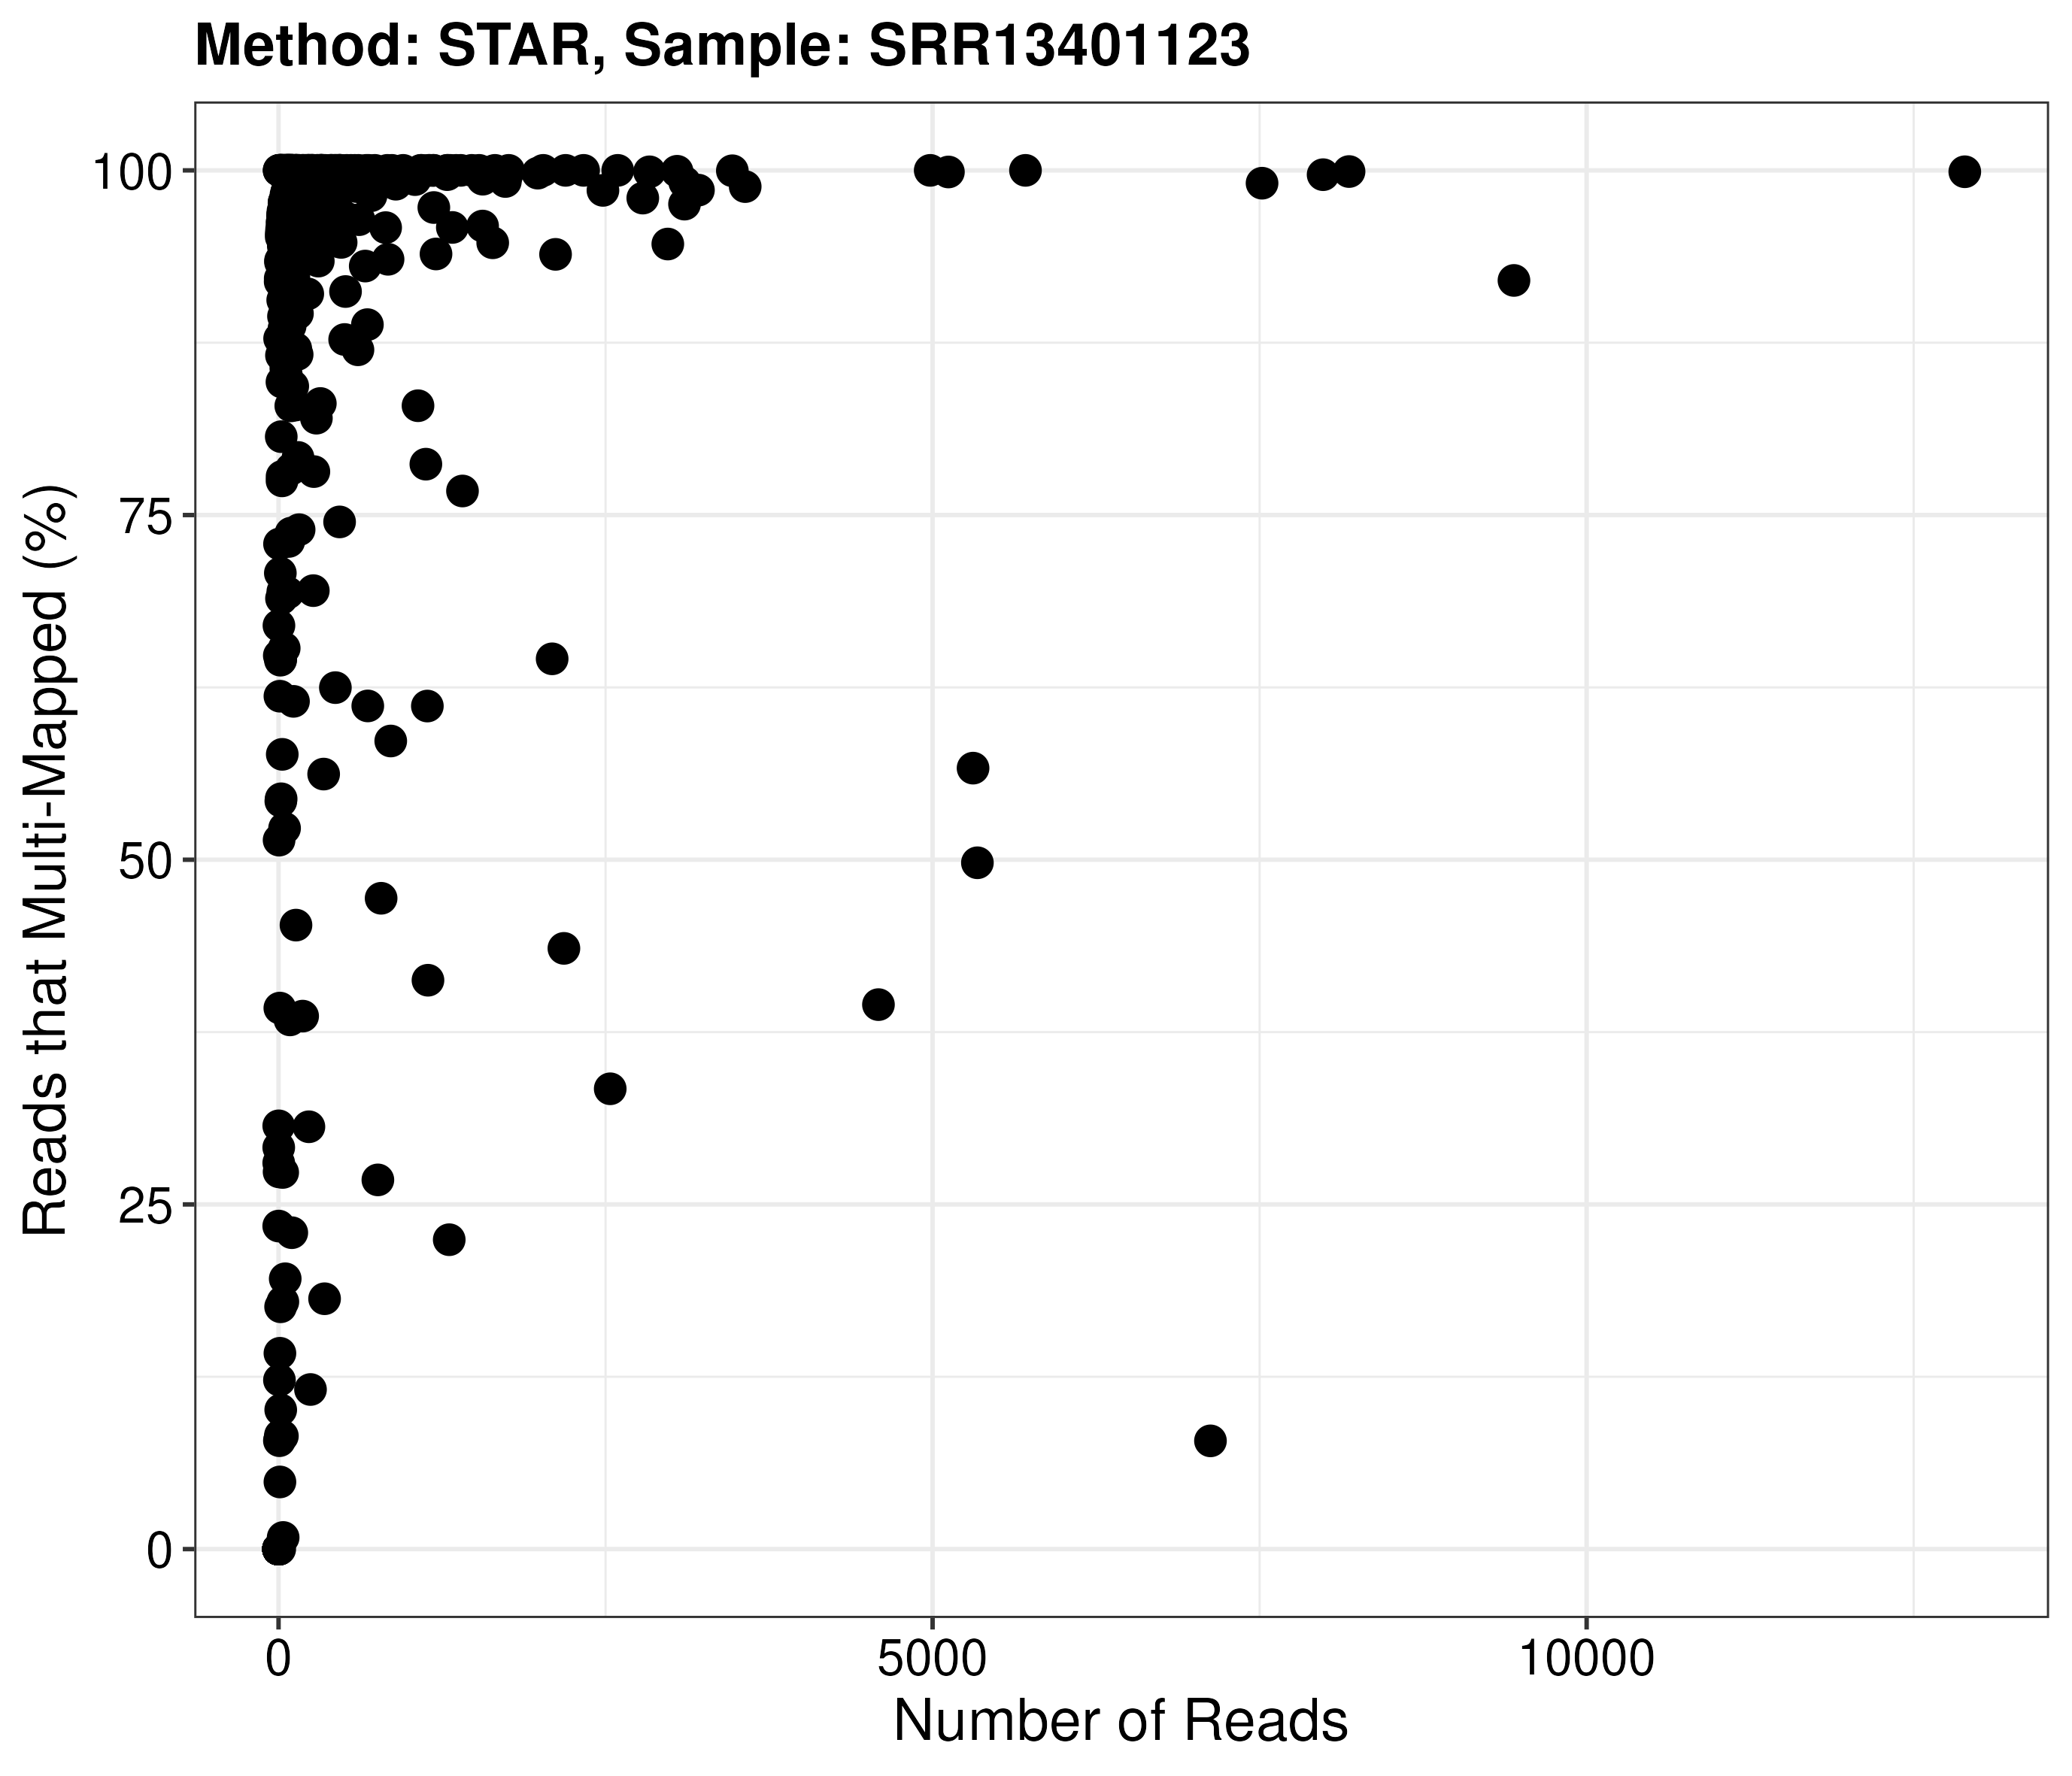 Method: STAR, Sample: SRR13401123
Reads that Multi-Mapped (%)
100
75
50
25
0
0 5000 10000
Number of Reads